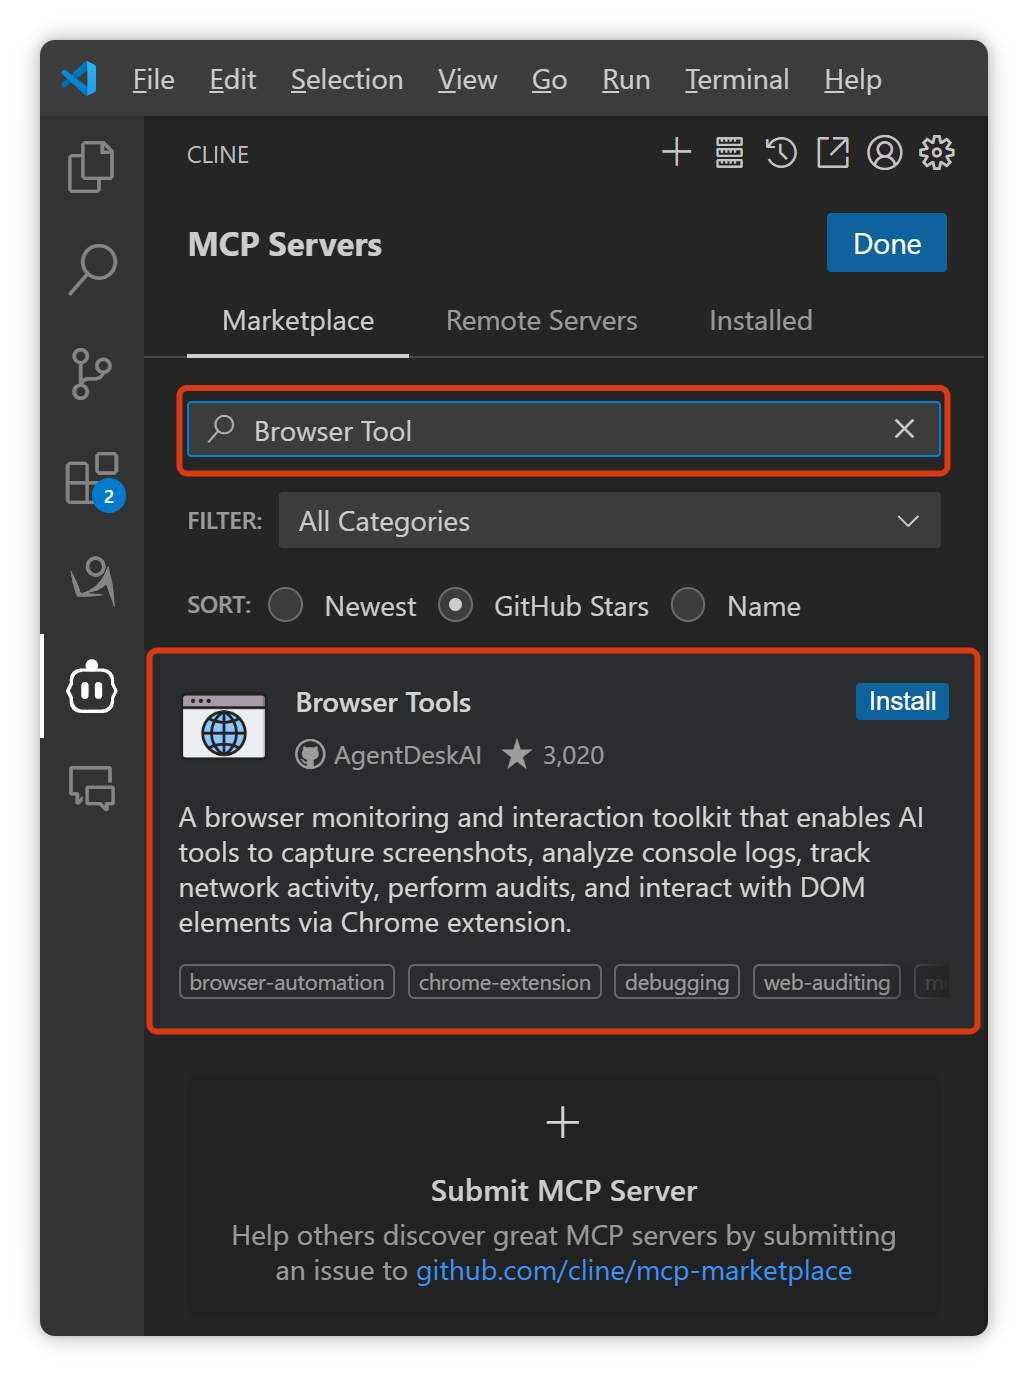 File Edit Selection View Go Run Terminal Help
CLINE
MCP Servers
Done
Marketplace Remote Servers Installed
Browser Tool
FILTER: All Categories
2
SORT: Newest GitHub Stars Name
Browser Tools
Install
AgentDeskAI 3,020
A browser monitoring and interaction toolkit that enables AI
tools to capture screenshots, analyze console logs, track
network activity, perform audits, and interact with DOM
elements via Chrome extension.
browser-automation chrome-extension debugging web-auditing
Submit MCP Server
Help others discover great MCP servers by submitting
an issue to github.com/cline/mcp-marketplace